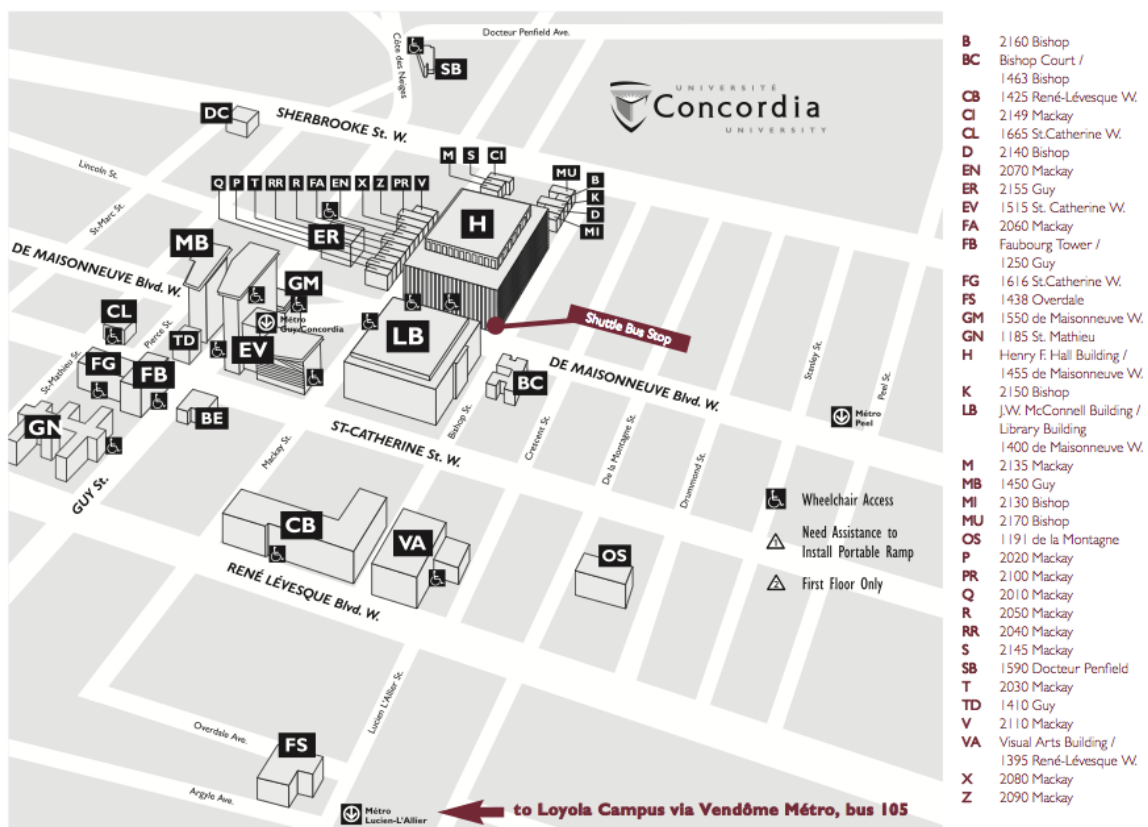 Docteur Penfield Ave.
Côte des Neiges
SB
UNIVERSITÉ
Concordia
UNIVERSITY
DC
SHERBROOKE St. W.
Lincoln St.
St-Marc St.
M
S
CI
MU
B
K
D
MI
Q
P
T
RR
R
FA
EN
X
Z
PR
V
H
ER
MB
DE MAISONNEUVE Blvd. W.
GM
Métro
Guy-Concordia
CL
Pierce St.
TD
EV
LB
Shuttle Bus Stop
St-Mathieu St.
FG
FB
BE
GN
BC
DE MAISONNEUVE Blvd. W.
Stanley St.
Peel St.
Métro
Peel
GUY St.
Mackay St.
ST-CATHERINE St. W.
Bishop St.
Crescent St.
De la Montagne St.
Drummond St.
CB
VA
OS
RENÉ LÉVESQUE Blvd. W.
Wheelchair Access
1
Need Assistance to
Install Portable Ramp
2
First Floor Only
Lucien L'Allier St.
Overdale Ave.
FS
Argyle Ave.
Métro
Lucien-L'Allier
to Loyola Campus via Vendôme Métro, bus 105
B 2160 Bishop
BC Bishop Court /
1463 Bishop
CB 1425 René-Lévesque W.
CI 2149 Mackay
CL 1665 St.Catherine W.
D 2140 Bishop
EN 2070 Mackay
ER 2155 Guy
EV 1515 St. Catherine W.
FA 2060 Mackay
FB Faubourg Tower /
1250 Guy
FG 1616 St.Catherine W.
FS 1438 Overdale
GM 1550 de Maisonneuve W.
GN 1185 St. Mathieu
H Henry F. Hall Building /
1455 de Maisonneuve W.
K 2150 Bishop
LB J.W. McConnell Building /
Library Building
1400 de Maisonneuve W.
M 2135 Mackay
MB 1450 Guy
MI 2130 Bishop
MU 2170 Bishop
OS 1191 de la Montagne
P 2020 Mackay
PR 2100 Mackay
Q 2010 Mackay
R 2050 Mackay
RR 2040 Mackay
S 2145 Mackay
SB 1590 Docteur Penfield
T 2030 Mackay
TD 1410 Guy
V 2110 Mackay
VA Visual Arts Building /
1395 René-Lévesque W.
X 2080 Mackay
Z 2090 Mackay